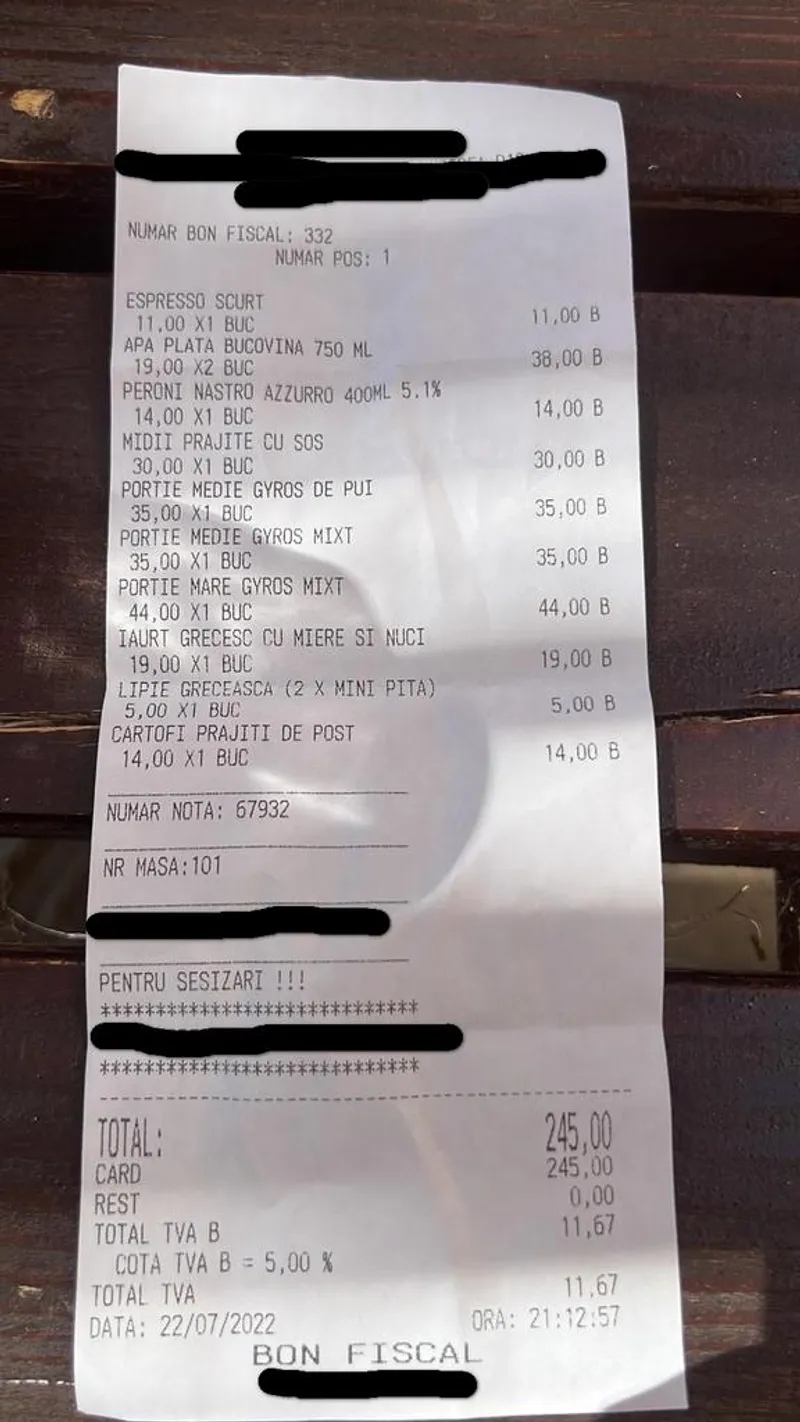 NUMAR BON FISCAL: 332
NUMAR POS: 1
ESPRESSO SCURT
11,00 X1 BUC 11,00 B
APA PLATA BUCOVINA 750 ML
19,00 X2 BUC 38,00 B
PERONI NASTRO AZZURRO 400ML 5.1%
14,00 X1 BUC 14,00 B
MIDII PRAJITE CU SOS
30,00 X1 BUC 30,00 B
PORTIE MEDIE GYROS DE PUI
35,00 X1 BUC 35,00 B
PORTIE MEDIE GYROS MIXT
35,00 X1 BUC 35,00 B
PORTIE MARE GYROS MIXT
44,00 X1 BUC 44,00 B
IAURT GRECESC CU MIERE SI NUCI
19,00 X1 BUC 19,00 B
LIPIE GRECEASCA (2 X MINI PITA)
5,00 X1 BUC 5,00 B
CARTOFI PRAJITI DE POST
14,00 X1 BUC 14,00 B
NUMAR NOTA: 67932
NR MASA:101
PENTRU SESIZARI !!!
*****************************
*****************************
TOTAL: 245,00
CARD 245,00
REST 0,00
TOTAL TVA B 11,67
COTA TVA B = 5,00 %
TOTAL TVA 11,67
DATA: 22/07/2022 ORA: 21:12:57
BON FISCAL